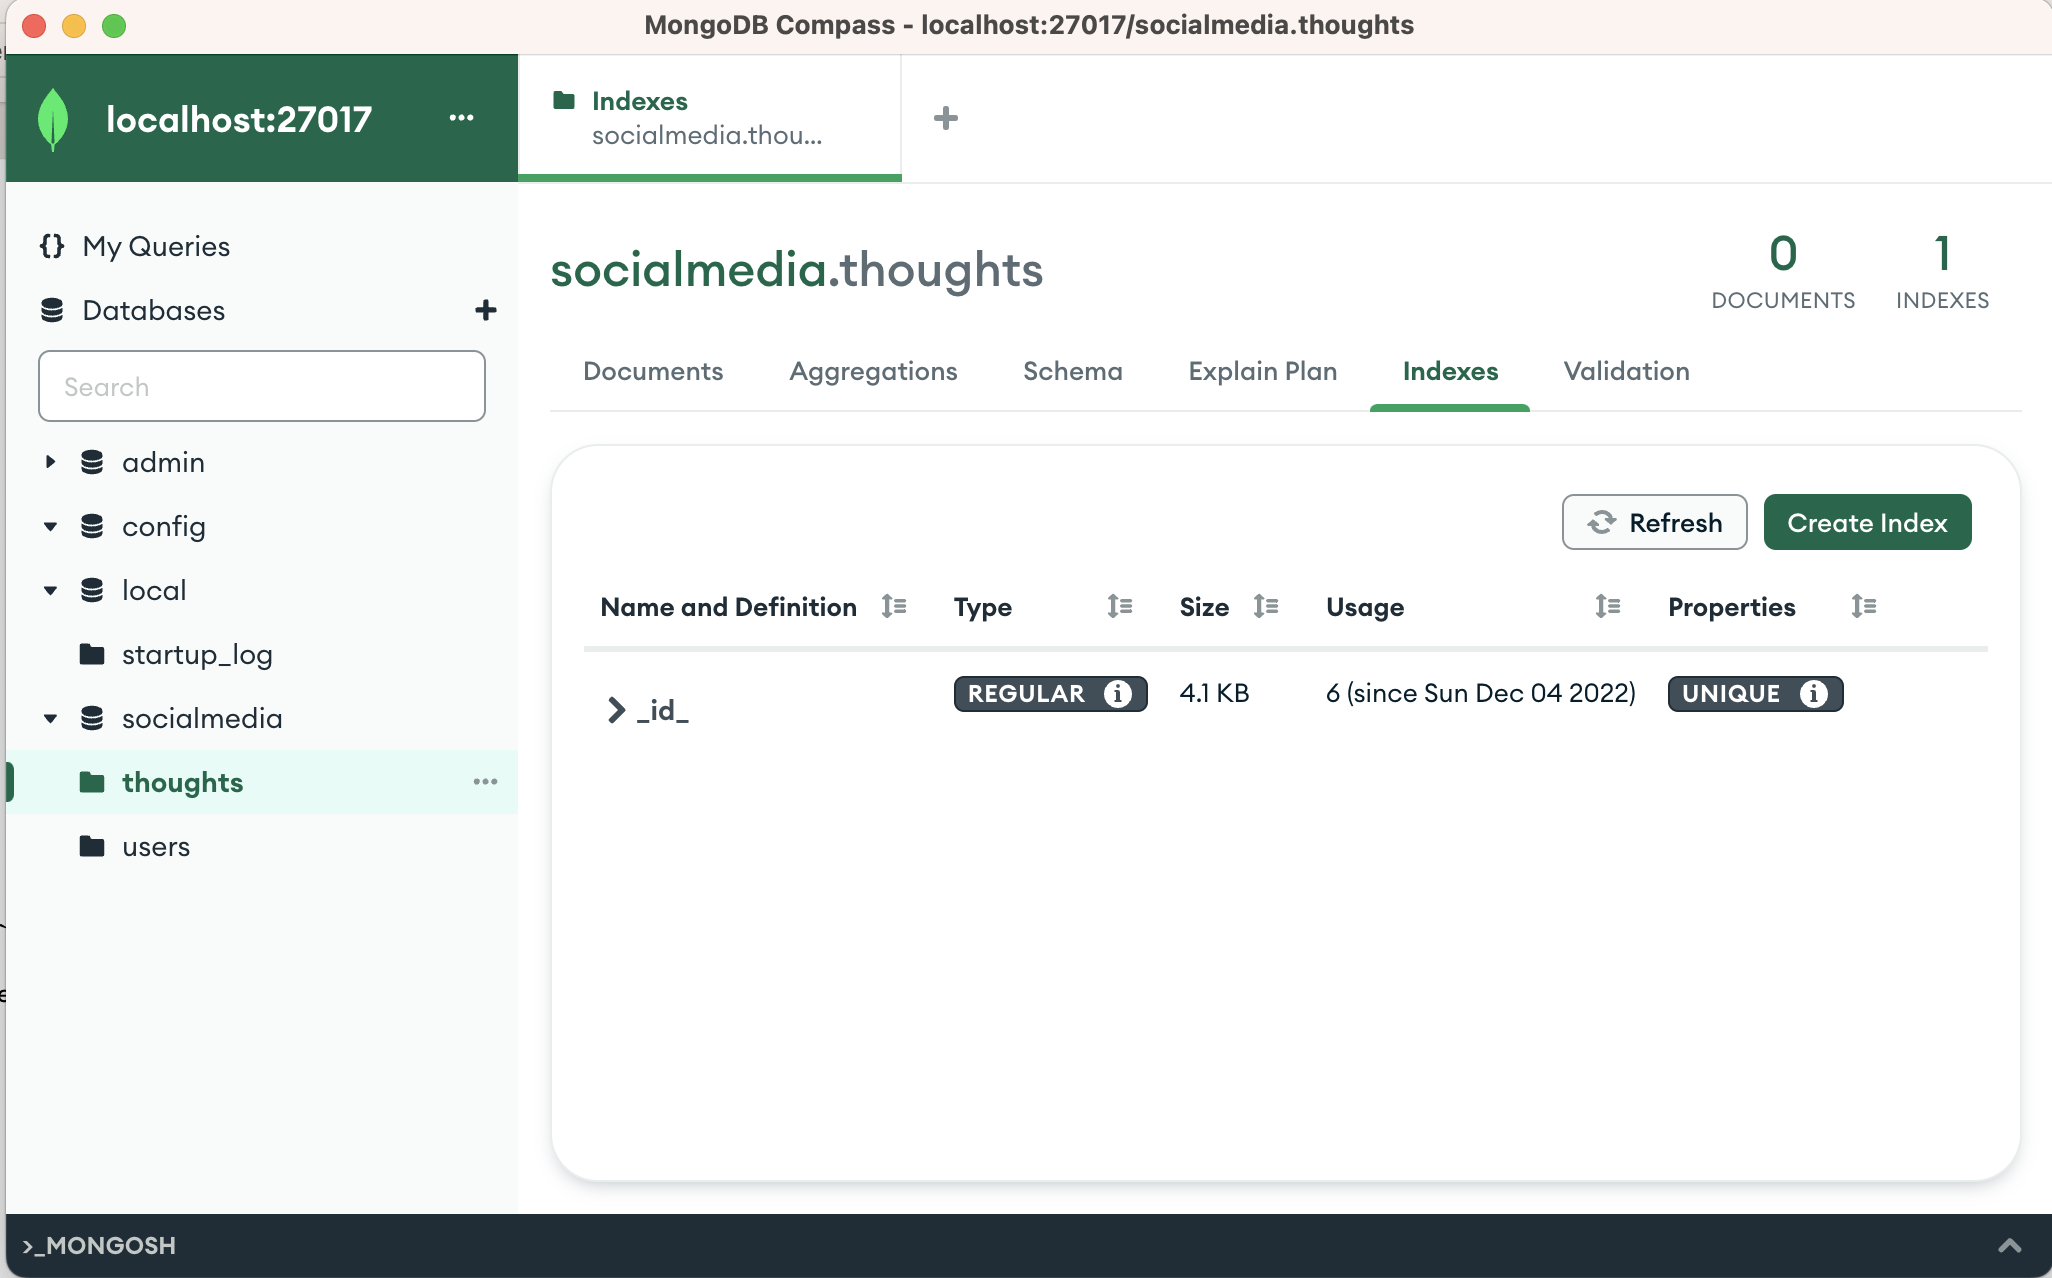 MongoDB Compass - localhost:27017/socialmedia.thoughts
localhost:27017
Indexes
socialmedia.thou...
My Queries
Databases
Search
admin
config
local
startup_log
socialmedia
thoughts
users
socialmedia.thoughts
0
DOCUMENTS
1
INDEXES
Documents Aggregations Schema Explain Plan Indexes Validation
Refresh Create Index
Name and Definition Type Size Usage Properties
_id_ REGULAR 4.1 KB 6 (since Sun Dec 04 2022) UNIQUE
>_MONGOSH